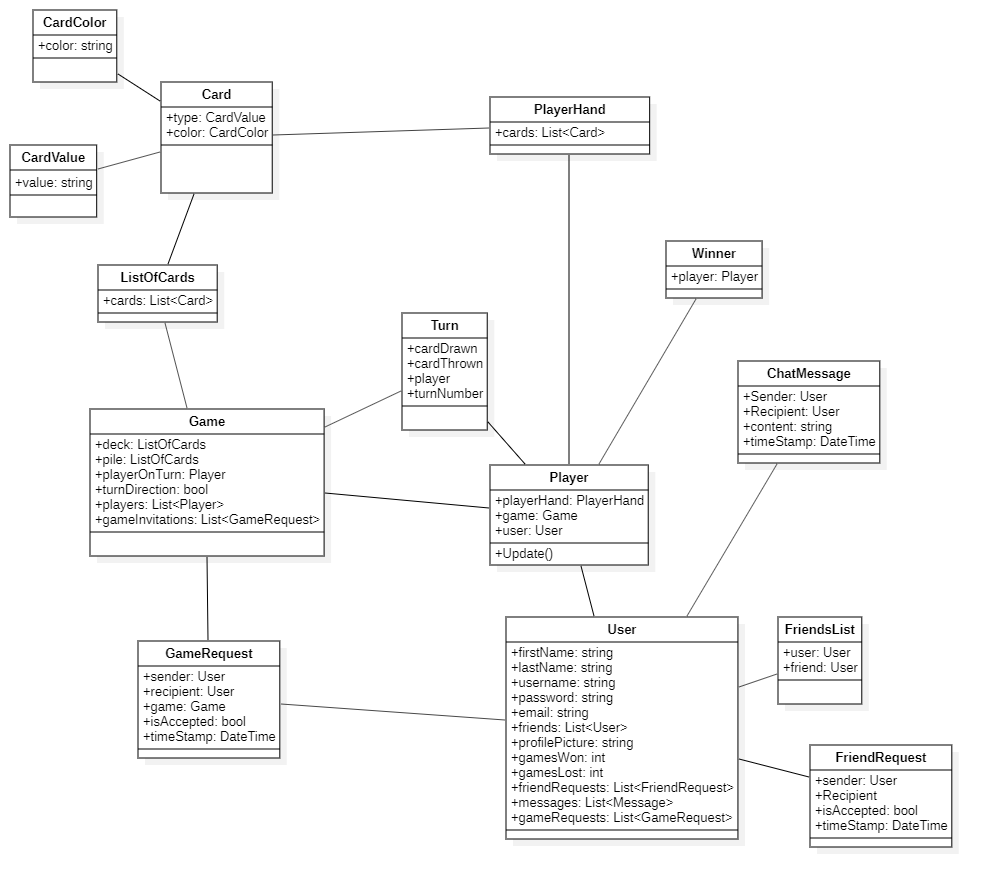 CardColor
+color: string
Card
+type: CardValue
+color: CardColor
PlayerHand
+cards: List<Card>
CardValue
+value: string
Winner
+player: Player
ListOfCards
+cards: List<Card>
Turn
+cardDrawn
+cardThrown
+player
+turnNumber
ChatMessage
+Sender: User
+Recipient: User
+content: string
+timeStamp: DateTime
Game
+deck: ListOfCards
+pile: ListOfCards
+playerOnTurn: Player
+turnDirection: bool
+players: List<Player>
+gameInvitations: List<GameRequest>
Player
+playerHand: PlayerHand
+game: Game
+user: User
+Update()
User
+firstName: string
+lastName: string
+username: string
+password: string
+email: string
+friends: List<User>
+profilePicture: string
+gamesWon: int
+gamesLost: int
+friendRequests: List<FriendRequest>
+messages: List<Message>
+gameRequests: List<GameRequest>
FriendsList
+user: User
+friend: User
GameRequest
+sender: User
+recipient: User
+game: Game
+isAccepted: bool
+timeStamp: DateTime
FriendRequest
+sender: User
+Recipient
+isAccepted: bool
+timeStamp: DateTime